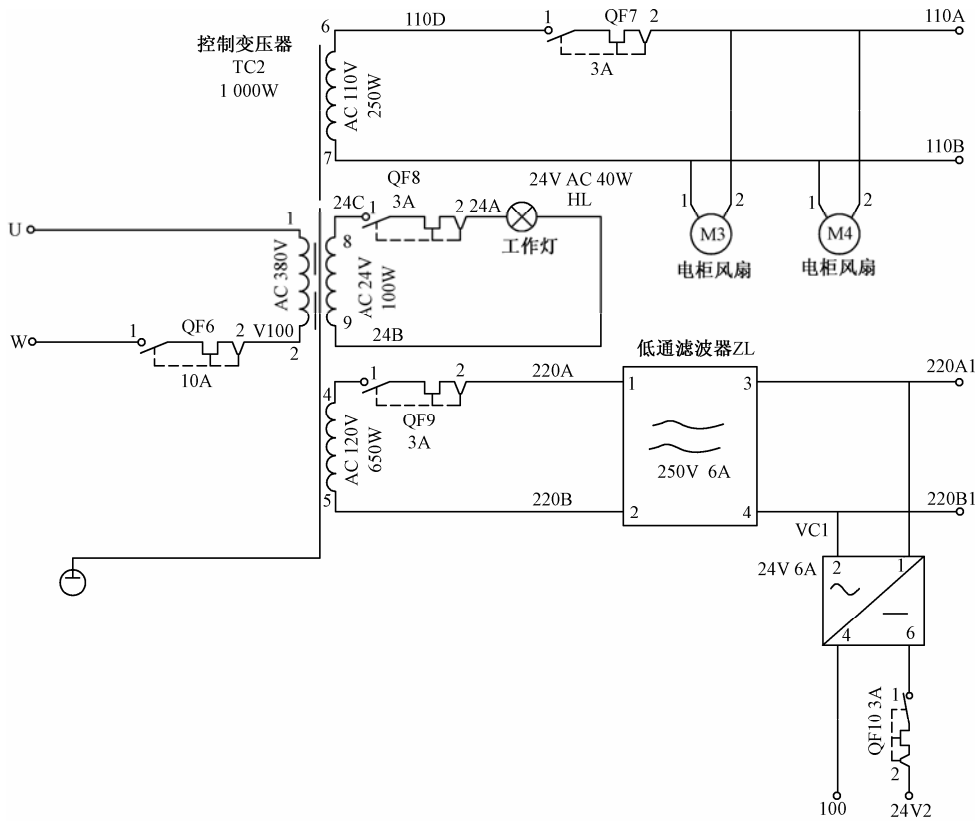 6
110D
1
QF7
2
110A
控制变压器
TC2
1 000W
3A
AC 110V
250W
7
110B
QF8
3A
24V AC 40W
HL
24C
1
2
24A
1
2
1
2
U
1
8
工作灯
M3
M4
电柜风扇
电柜风扇
AC 380V
AC 24V
100W
9
24B
W
1
QF6
2
V100
2
10A
低通滤波器ZL
1
2
220A
1
3
220A1
4
QF9
3A
AC 120V
650W
250V 6A
5
220B
2
4
220B1
VC1
24V 6A
2
1
4
6
1
QF10 3A
2
100
24V2